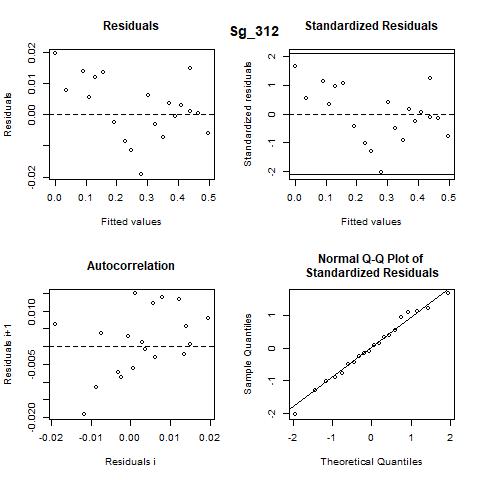 Sg_312
Residuals
Residuals
0.02
0.01
0.00
-0.02
0.0
0.1
0.2
0.3
0.4
0.5
Fitted values
Standardized Residuals
Standardized residuals
2
1
0
-1
-2
0.0
0.1
0.2
0.3
0.4
0.5
Fitted values
Autocorrelation
Residuals i+1
0.010
-0.005
-0.020
-0.02
-0.01
0.00
0.01
0.02
Residuals i
Normal Q-Q Plot of
Standardized Residuals
Sample Quantiles
1
0
-1
-2
-2
-1
0
1
2
Theoretical Quantiles